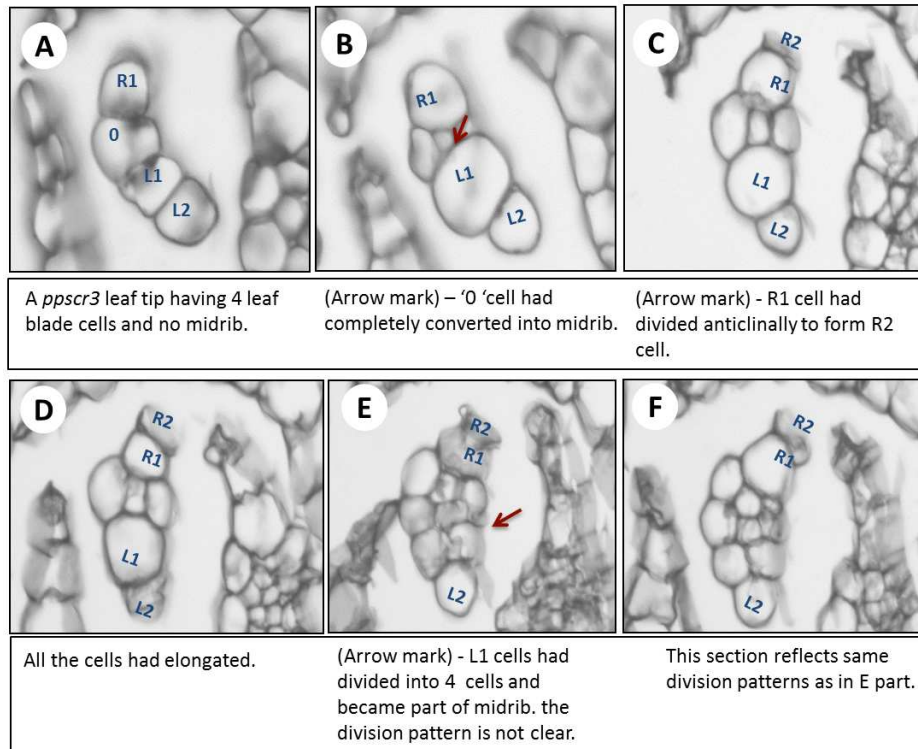 A
R1
0
L1
L2
B
R1
L1
L2
C
R2
R1
L1
L2
A ppscr3 leaf tip having 4 leaf
blade cells and no midrib.
(Arrow mark) – ‘0 ‘cell had
completely converted into midrib.
(Arrow mark) - R1 cell had
divided anticlinally to form R2
cell.
D
R2
R1
L1
L2
E
R2
R1
L2
F
R2
R1
L2
All the cells had elongated.
(Arrow mark) - L1 cells had
divided into 4 cells and
became part of midrib. the
division pattern is not clear.
This section reflects same
division patterns as in E part.